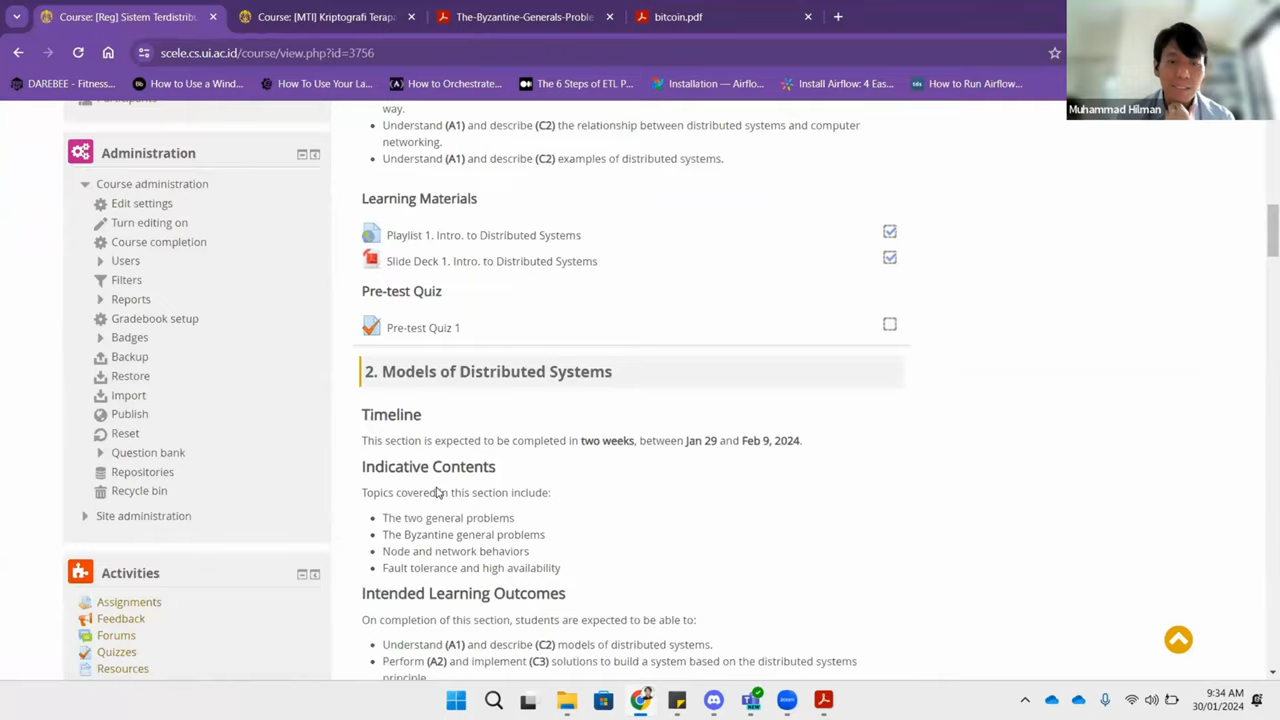 Course: [Reg] Sistem Terdistrib
Course: [MTI] Kriptografi Terapa
The-Byzantine-Generals-Proble
bitcoin.pdf
scele.cs.ui.ac.id/course/view.php?id=3756
DAREBEE - Fitness...
How to Use a Wind...
How To Use Your La...
How to Orchestrate...
The 6 Steps of ETL P...
Installation — Airflo...
Install Airflow: 4 Eas...
How to Run Airflow...
Muhammad Hilman
Participants
Administration
Course administration
Edit settings
Turn editing on
Course completion
Users
Filters
Reports
Gradebook setup
Badges
Backup
Restore
Import
Publish
Reset
Question bank
Repositories
Recycle bin
Site administration
Activities
Assignments
Feedback
Forums
Quizzes
Resources
way.
Understand (A1) and describe (C2) the relationship between distributed systems and computer
networking.
Understand (A1) and describe (C2) examples of distributed systems.
Learning Materials
Playlist 1. Intro. to Distributed Systems
Slide Deck 1. Intro. to Distributed Systems
Pre-test Quiz
Pre-test Quiz 1
2. Models of Distributed Systems
Timeline
This section is expected to be completed in two weeks, between Jan 29 and Feb 9, 2024.
Indicative Contents
Topics covered in this section include:
The two general problems
The Byzantine general problems
Node and network behaviors
Fault tolerance and high availability
Intended Learning Outcomes
On completion of this section, students are expected to be able to:
Understand (A1) and describe (C2) models of distributed systems.
Perform (A2) and implement (C3) solutions to build a system based on the distributed systems
principle.
9:34 AM
30/01/2024